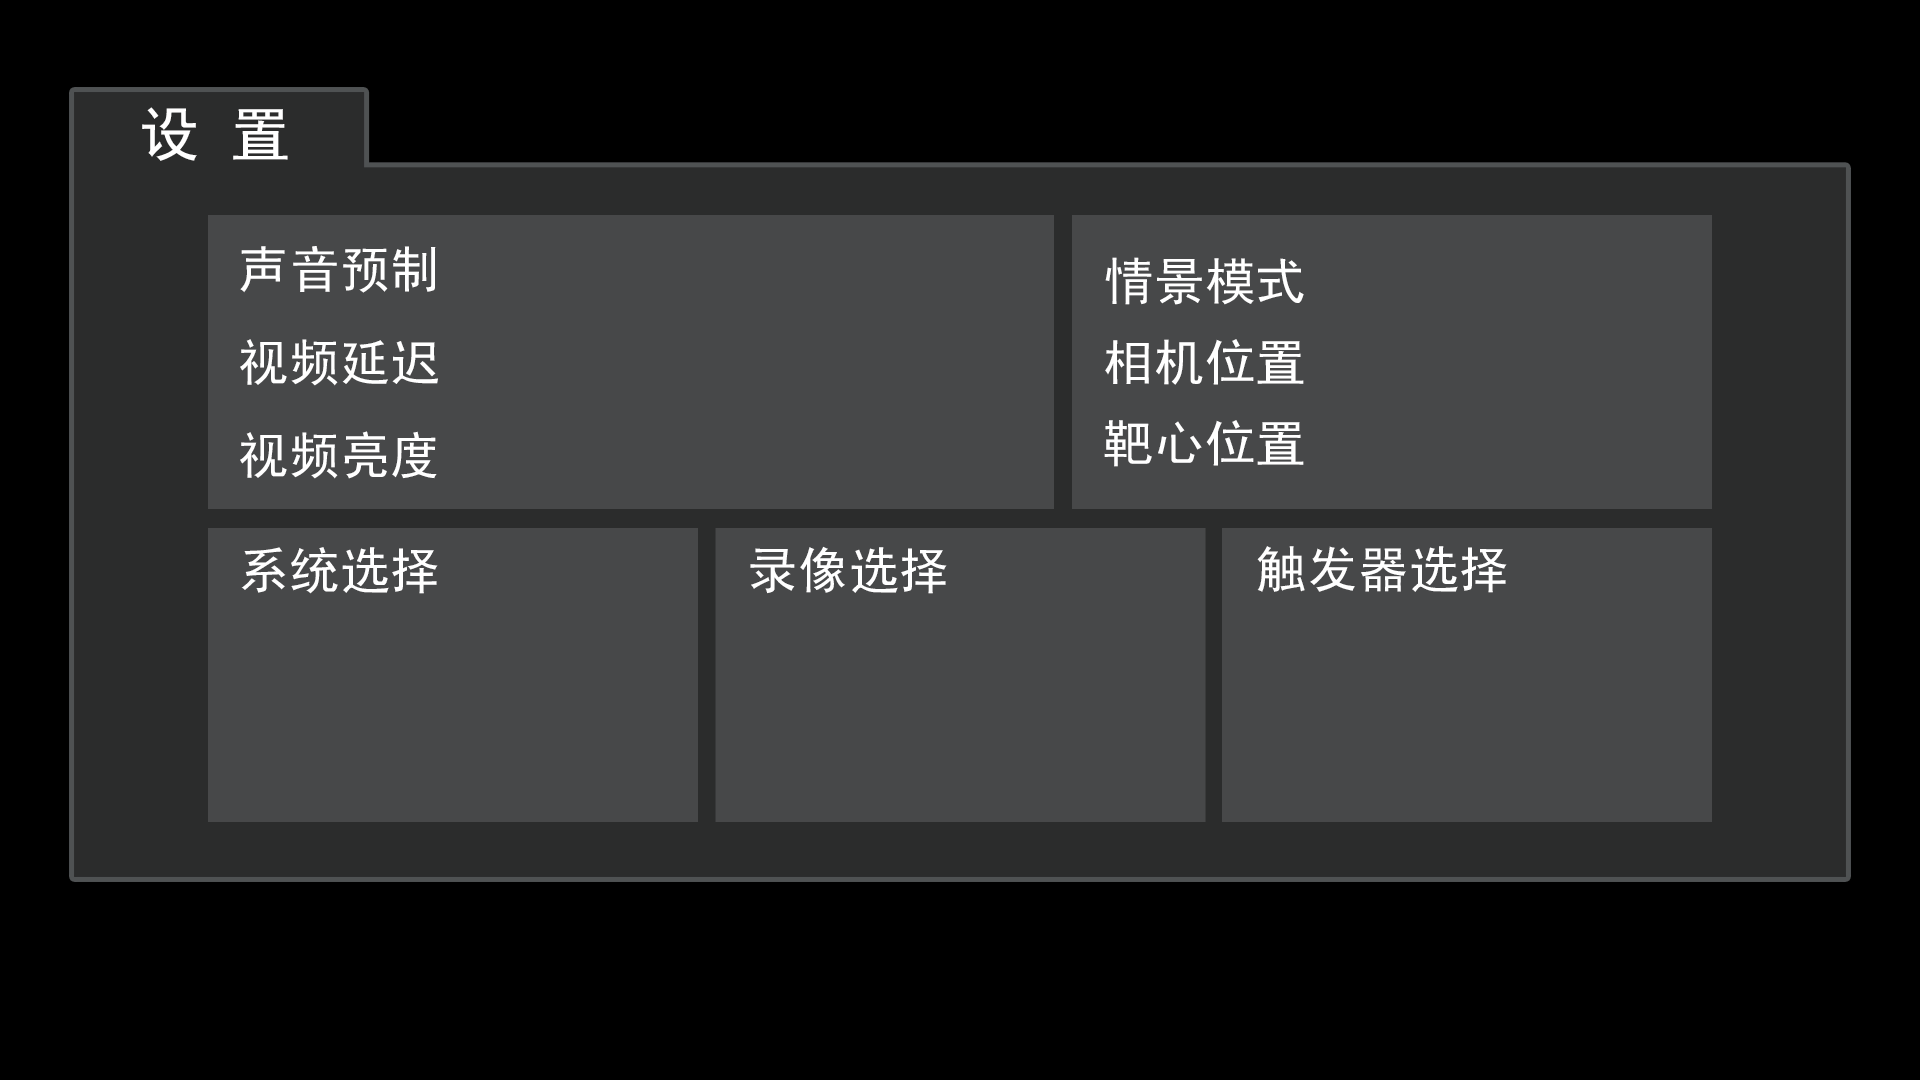 设 置
声音预制
视频延迟
视频亮度
情景模式
相机位置
靶心位置
系统选择
录像选择
触发器选择